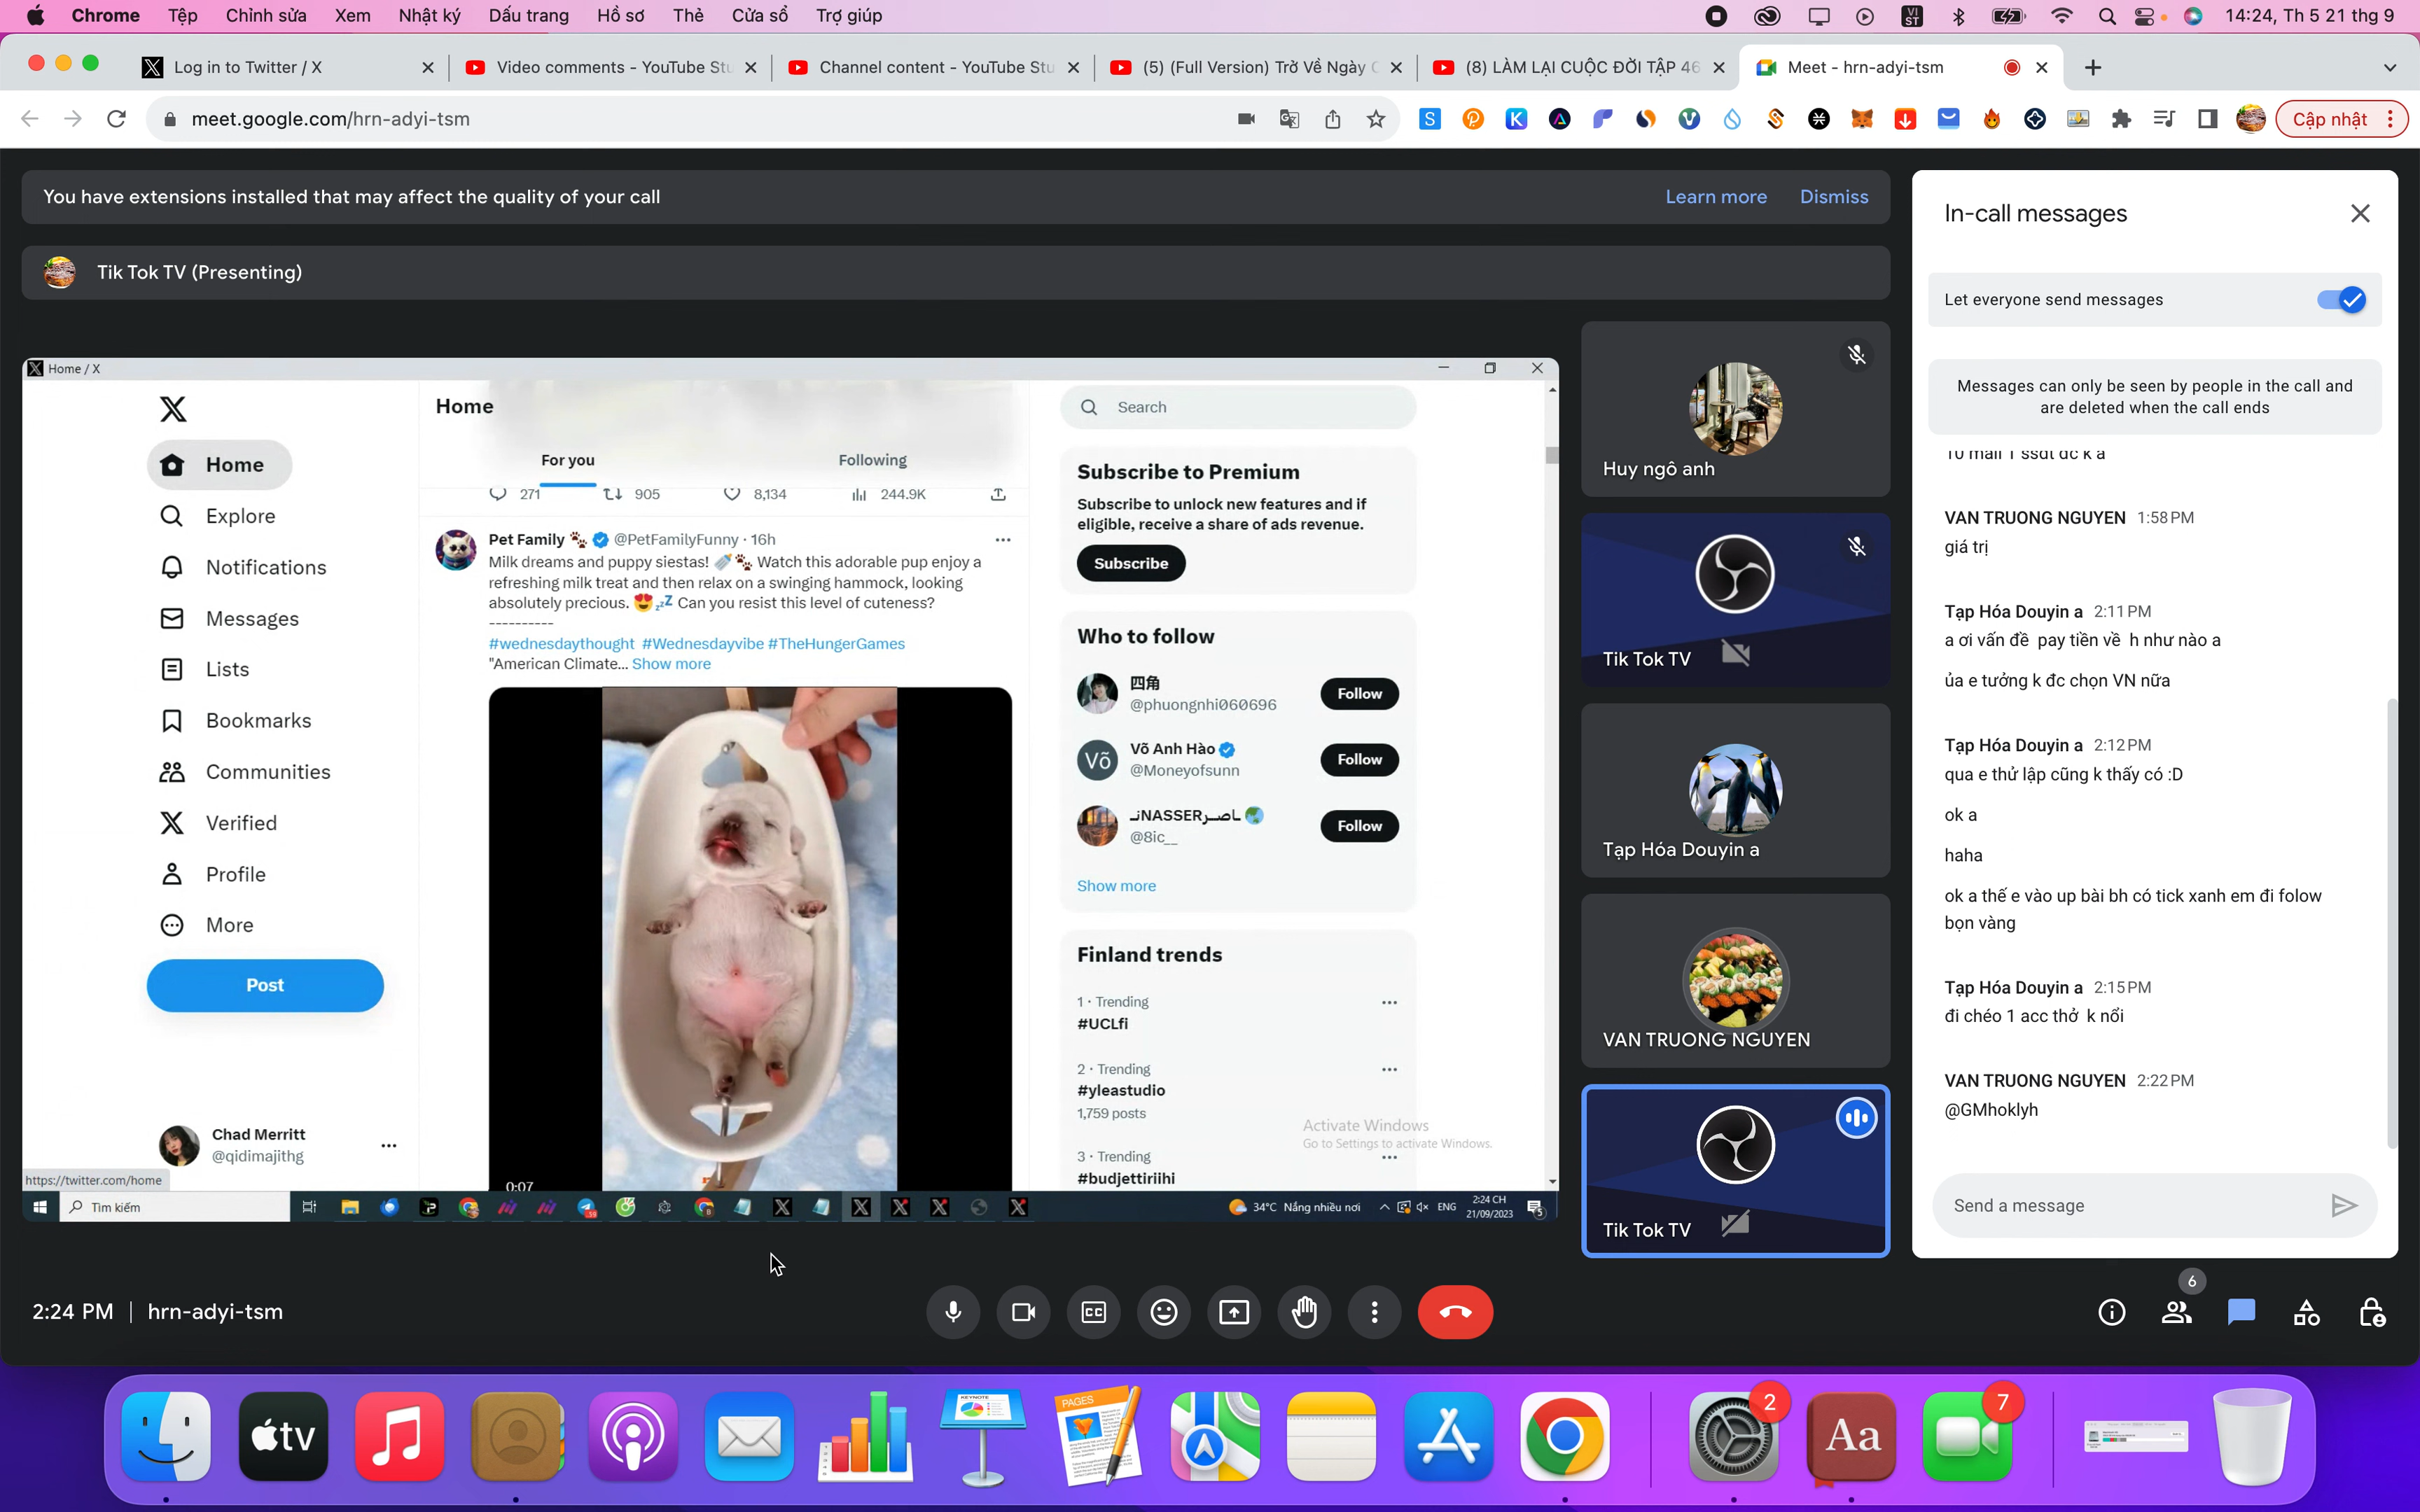 Chrome Tệp Chỉnh sửa Xem Nhật ký Dấu trang Hồ sơ Thẻ Cửa sổ Trợ giúp
VI ST
14:24, Th 5 21 thg 9
Log in to Twitter / X
Video comments - YouTube Stu
Channel content - YouTube Stu
(5) (Full Version) Trở Về Ngày C
(8) LÀM LẠI CUỘC ĐỜI TẬP 46
Meet - hrn-adyi-tsm
meet.google.com/hrn-adyi-tsm
Cập nhật
You have extensions installed that may affect the quality of your call
Learn more Dismiss
Tik Tok TV (Presenting)
Home / X
Home
Explore
Notifications
Messages
Lists
Bookmarks
Communities
Verified
Profile
More
Post
Chad Merritt
@qidimajithg
https://twitter.com/home
Home
For you Following
271 905 8,134 244.9K
Pet Family @PetFamilyFunny · 16h
Milk dreams and puppy siestas! Watch this adorable pup enjoy a
refreshing milk treat and then relax on a swinging hammock, looking
absolutely precious. Can you resist this level of cuteness?
----------
#wednesdaythought #Wednesdayvibe #TheHungerGames
"American Climate... Show more
0:07
Search
Subscribe to Premium
Subscribe to unlock new features and if
eligible, receive a share of ads revenue.
Subscribe
Who to follow
四角
@phuongnhi060696
Follow
Võ
Võ Anh Hào
@Moneyofsunn
Follow
@8ic__
Follow
Show more
Finland trends
1 · Trending
#UCLfi
2 · Trending
#yleastudio
1,759 posts
3 · Trending
#budjettiriihi
Activate Windows
Go to Settings to activate Windows.
Tìm kiếm
34°C Nắng nhiều nơi
ENG
2:24 CH
21/09/2023
5
Huy ngô anh
Tik Tok TV
Tạp Hóa Douyin a
VAN TRUONG NGUYEN
Tik Tok TV
In-call messages
Let everyone send messages
Messages can only be seen by people in the call and
are deleted when the call ends
10 mail 1 ssdt dc k a
VAN TRUONG NGUYEN 1:58 PM
giá trị
Tạp Hóa Douyin a 2:11 PM
a ơi vấn đề pay tiền về h như nào a
ủa e tưởng k đc chọn VN nữa
Tạp Hóa Douyin a 2:12 PM
qua e thử lập cũng k thấy có :D
ok a
haha
ok a thế e vào up bài bh có tick xanh em đi folow
bọn vàng
Tạp Hóa Douyin a 2:15 PM
đi chéo 1 acc thở k nổi
VAN TRUONG NGUYEN 2:22 PM
@GMhoklyh
Send a message
2:24 PM | hrn-adyi-tsm
6
tv
KEYNOTE
PAGES
2
Aa
7